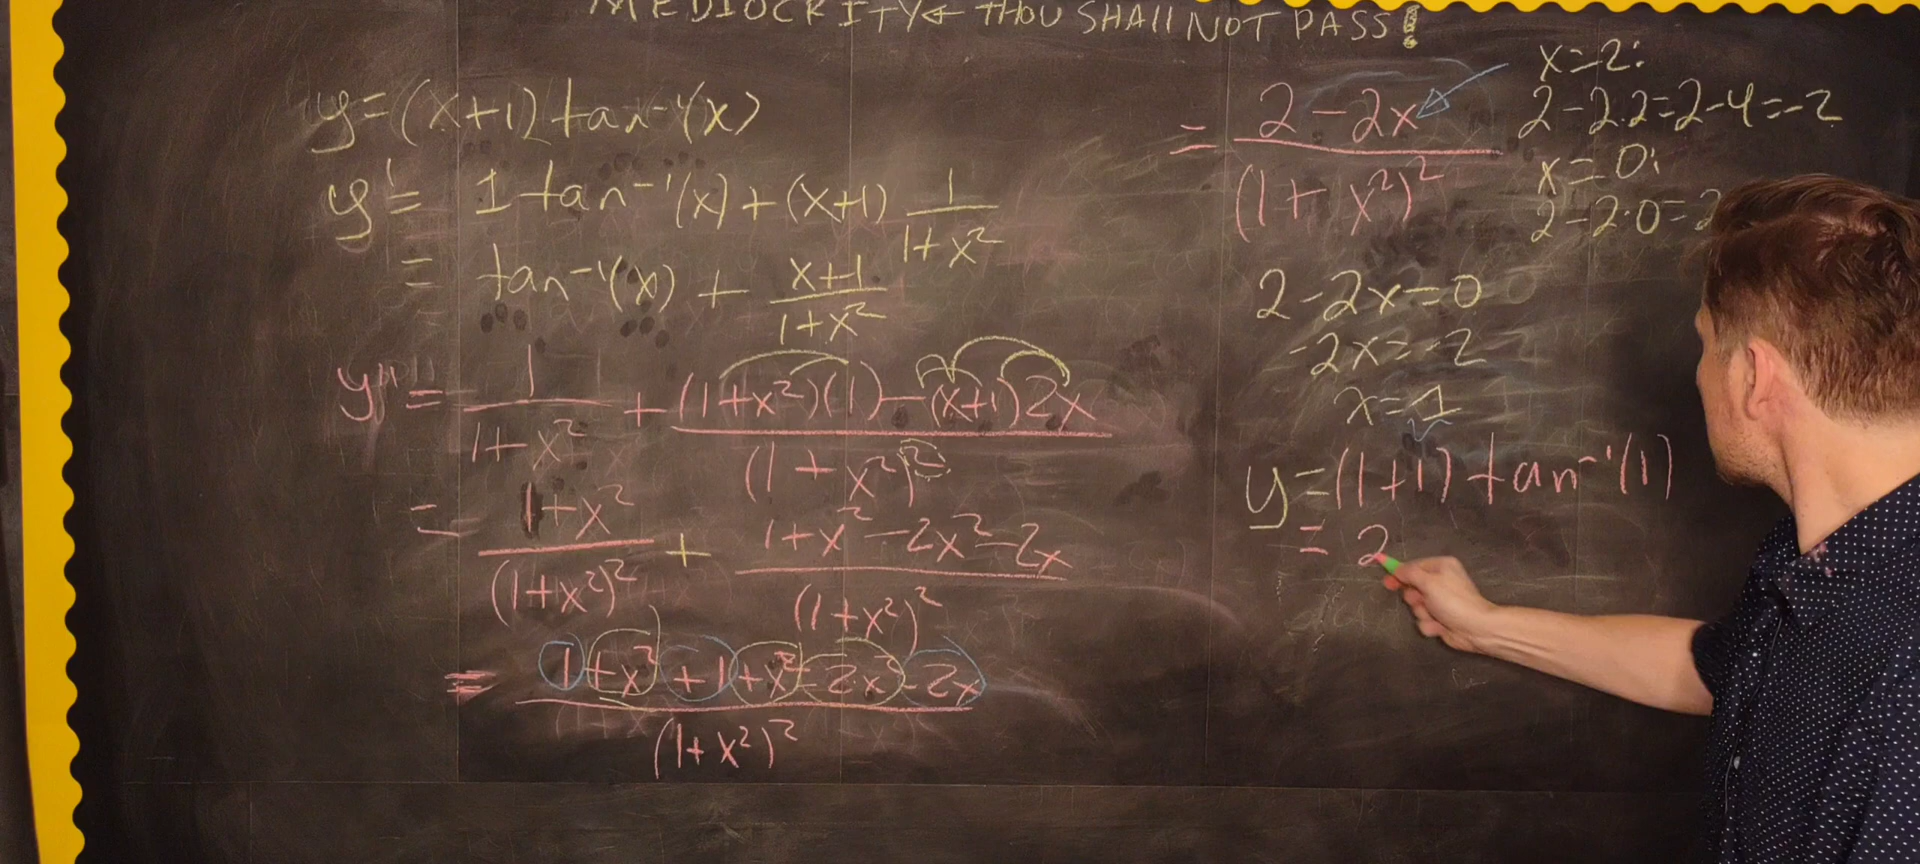 MEDIOCRITY← THOU SHALL NOT PASS!
y=(x+1) tan⁻¹(x)
y' = 1 tan⁻¹(x) + (x+1) 1/(1+x²)
= tan⁻¹(x) + (x+1)/(1+x²)
y'' = 1/(1+x²) + ((1+x²)(1) - (x+1)2x)/(1+x²)²
= (1+x²)/(1+x²)² + (1+x²-2x²-2x)/(1+x²)²
= (1+x²+1+x²-2x²-2x)/(1+x²)²
= (2-2x)/(1+x²)²
x=2:
2-2·2=2-4=-2
x=0:
2-2·0=2
2-2x=0
-2x=-2
x=1
y=(1+1) tan⁻¹(1)
= 2